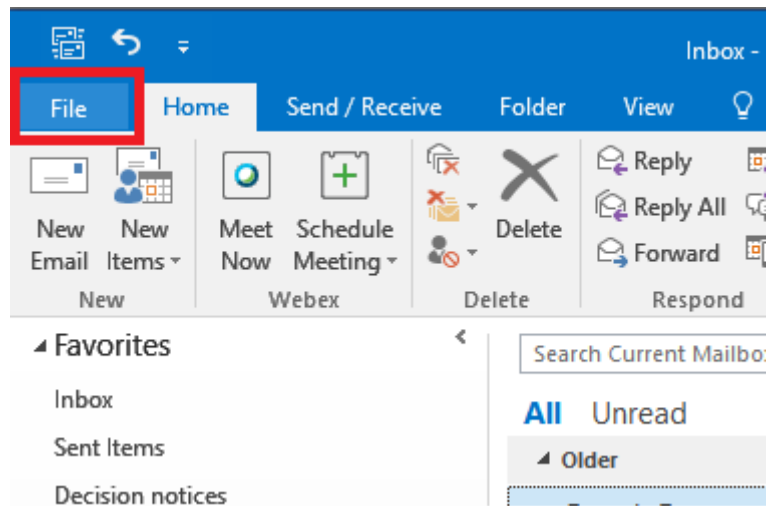 Inbox -
File Home Send / Receive Folder View
New Email
New Items
Meet Now
Schedule Meeting
Delete
Reply
Reply All
Forward
New Webex Delete Respond
Favorites
Inbox
Sent Items
Decision notices
Search Current Mailbo
All Unread
Older